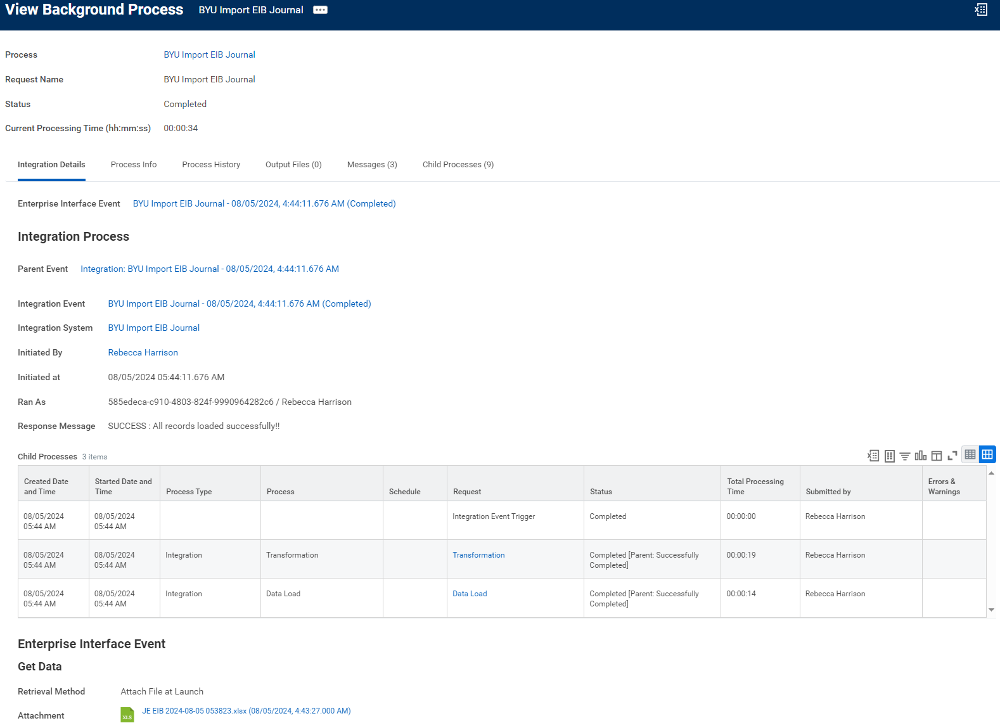 View Background Process BYU Import EIB Journal
Process BYU Import EIB Journal
Request Name BYU Import EIB Journal
Status Completed
Current Processing Time (hh:mm:ss) 00:00:34
Integration Details Process Info Process History Output Files (0) Messages (3) Child Processes (9)
Enterprise Interface Event BYU Import EIB Journal - 08/05/2024, 4:44:11.676 AM (Completed)
Integration Process
Parent Event Integration: BYU Import EIB Journal - 08/05/2024, 4:44:11.676 AM
Integration Event BYU Import EIB Journal - 08/05/2024, 4:44:11.676 AM (Completed)
Integration System BYU Import EIB Journal
Initiated By Rebecca Harrison
Initiated at 08/05/2024 05:44:11.676 AM
Ran As 585edeca-c910-4803-824f-9990964282c6 / Rebecca Harrison
Response Message SUCCESS : All records loaded successfully!!
Child Processes 3 items
Created Date and Time Started Date and Time Process Type Process Schedule Request Status Total Processing Time Submitted by Errors & Warnings
08/05/2024 05:44 AM 08/05/2024 05:44 AM Integration Event Trigger Completed 00:00:00 Rebecca Harrison
08/05/2024 05:44 AM 08/05/2024 05:44 AM Integration Transformation Transformation Completed [Parent: Successfully Completed] 00:00:19 Rebecca Harrison
08/05/2024 05:44 AM 08/05/2024 05:44 AM Integration Data Load Data Load Completed [Parent: Successfully Completed] 00:00:14 Rebecca Harrison
Enterprise Interface Event
Get Data
Retrieval Method Attach File at Launch
Attachment XLS JE EIB 2024-08-05 053823.xlsx (08/05/2024, 4:43:27.000 AM)